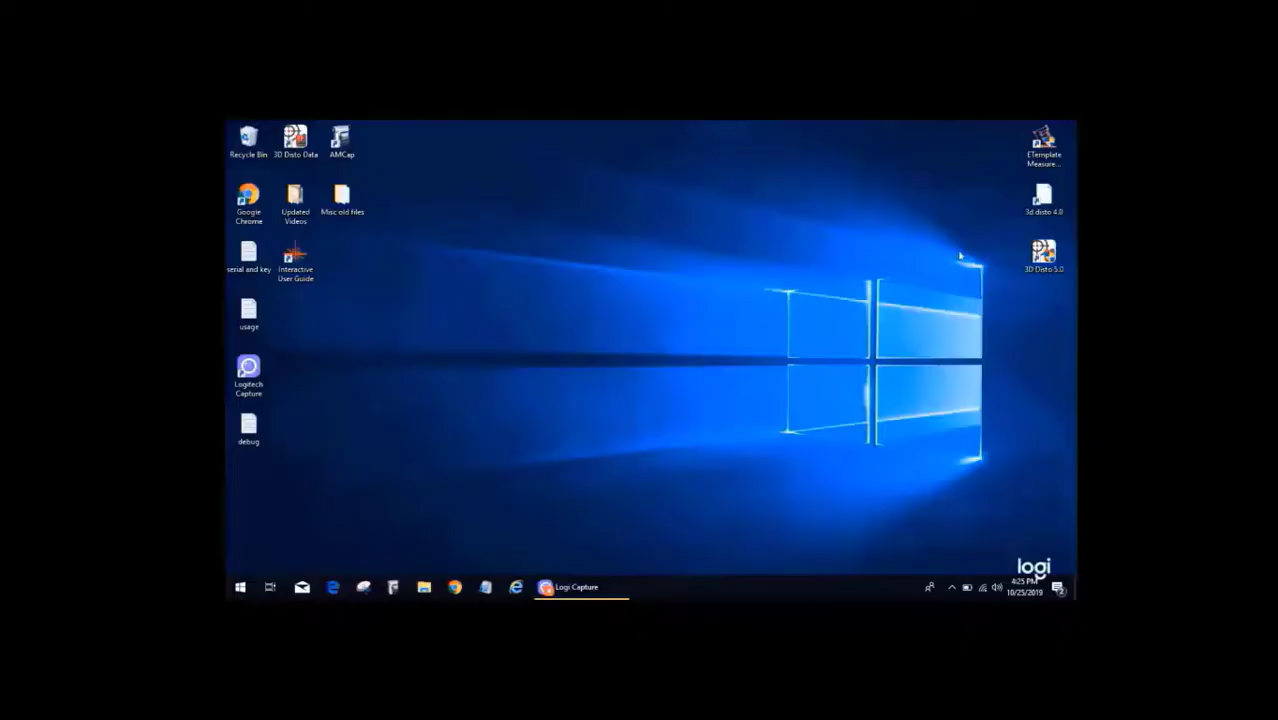 Recycle Bin
3D Disto Data
AMCap
ETemplate
Measure...
Google
Chrome
Updated
Videos
Misc old files
3d disto 4.0
serial and key
Interactive
User Guide
3D Disto 5.0
usage
Logitech
Capture
debug
logi
Logi Capture
4:25 PM
10/25/2019
2